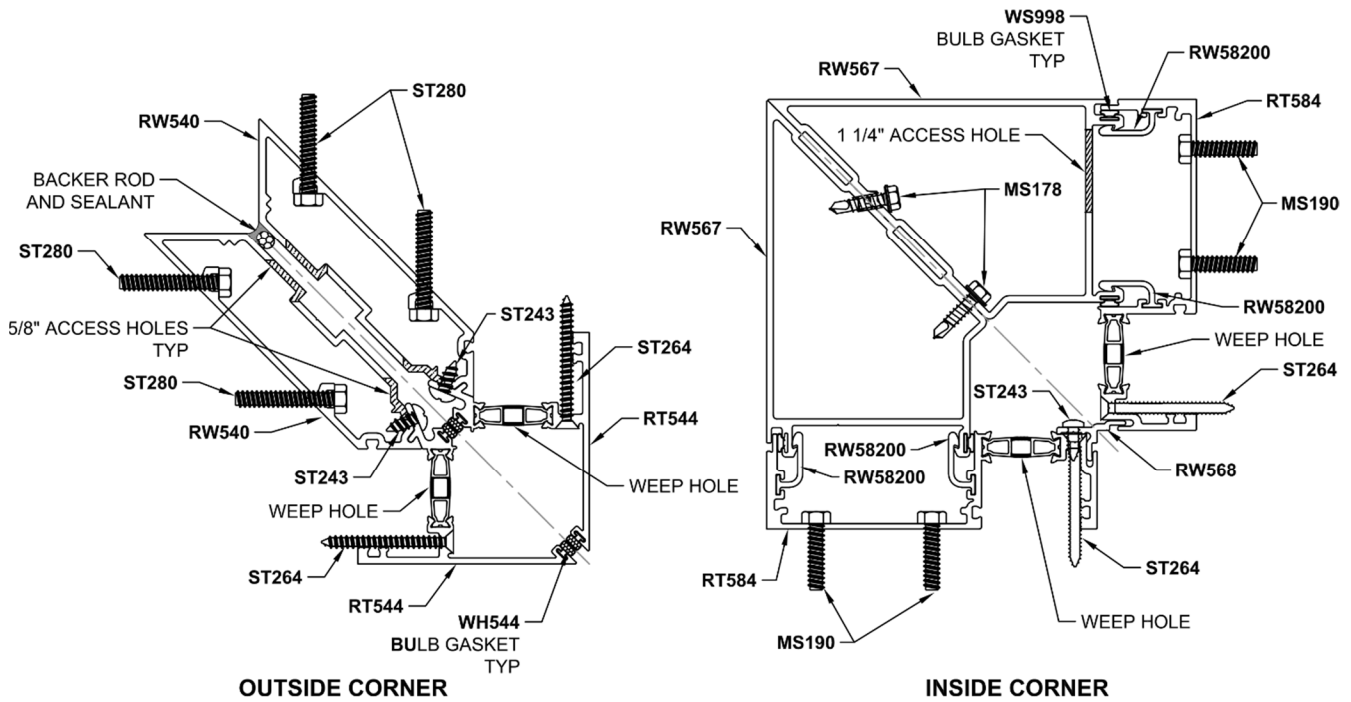 ST280
RW540
BACKER ROD
AND SEALANT
ST280
5/8" ACCESS HOLES
TYP
ST280
RW540
ST243
ST264
RT544
ST243
WEEP HOLE
WEEP HOLE
ST264
RT544
WH544
BULB GASKET
TYP
OUTSIDE CORNER
WS998
BULB GASKET
TYP
RW58200
RW567
RT584
1 1/4" ACCESS HOLE
MS178
MS190
RW567
RW58200
WEEP HOLE
ST264
ST243
RW58200
RW58200
RW568
RT584
ST264
MS190
WEEP HOLE
INSIDE CORNER